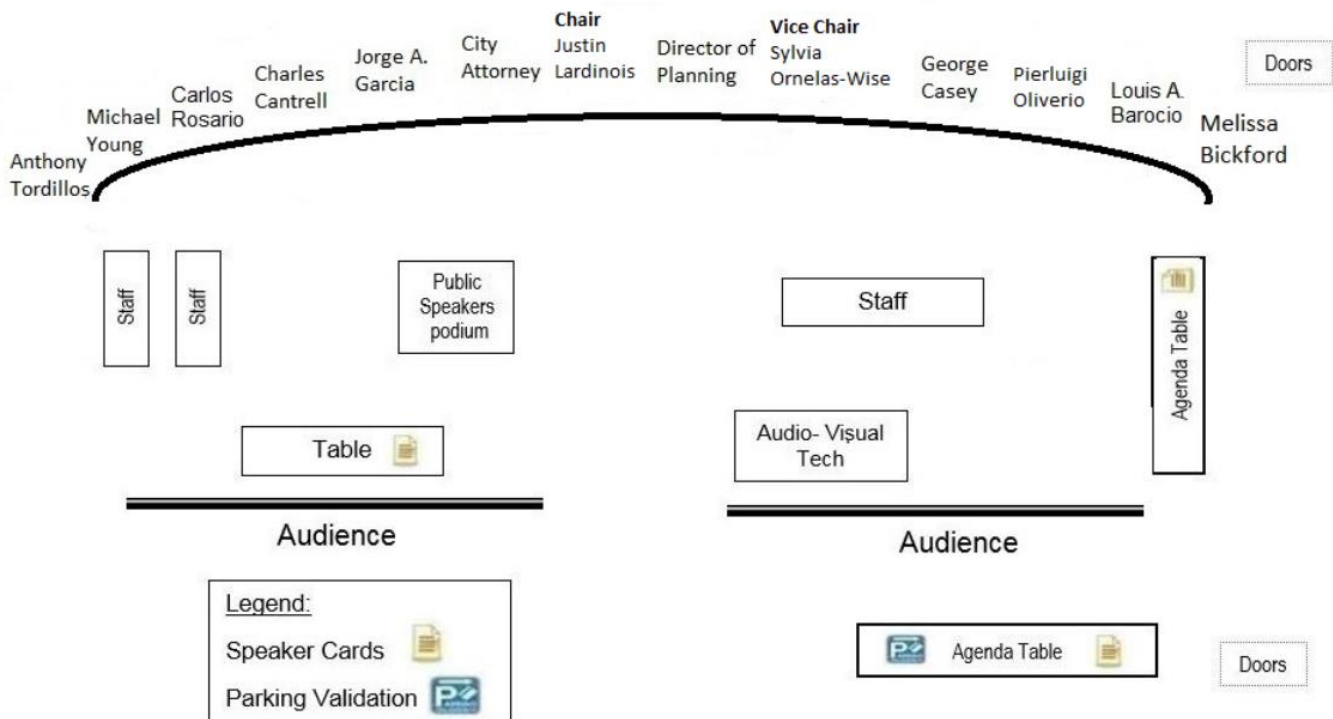 Anthony
Tordillos
Michael
Young
Carlos
Rosario
Charles
Cantrell
Jorge A.
Garcia
City
Attorney
Chair
Justin
Lardinois
Director of
Planning
Vice Chair
Sylvia
Ornelas-Wise
George
Casey
Pierluigi
Oliverio
Louis A.
Barocio
Melissa
Bickford
Doors
Staff
Staff
Public
Speakers
podium
Staff
Agenda Table
Table
Audio- Visual
Tech
Audience
Audience
Legend:
Speaker Cards
Parking Validation
Agenda Table
Doors